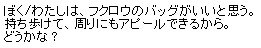 ぼく/わたしは、フクロウのバッグがいいと思う。
持ち歩けて、周りにもアピールできるから。
どうかな?